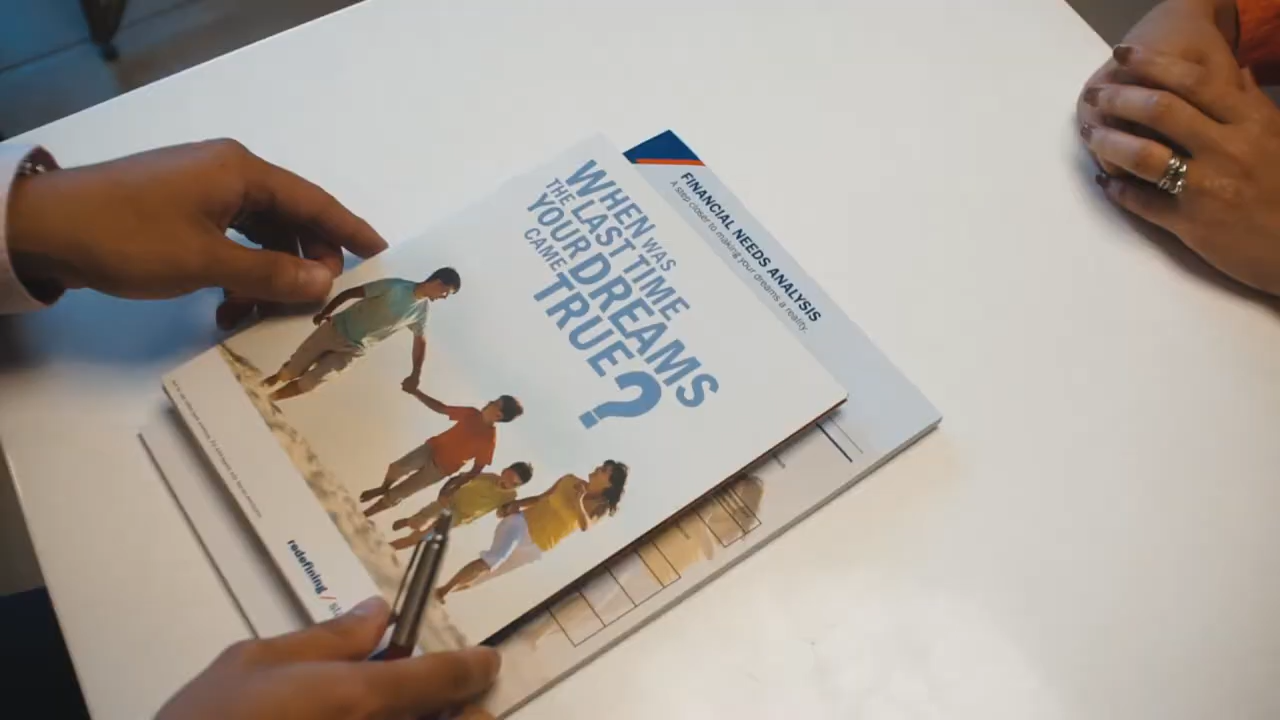 WHEN WAS
THE LAST TIME
YOUR DREAMS
CAME TRUE?
FINANCIAL NEEDS ANALYSIS
A step closer to making your dreams a reality.
redefining/